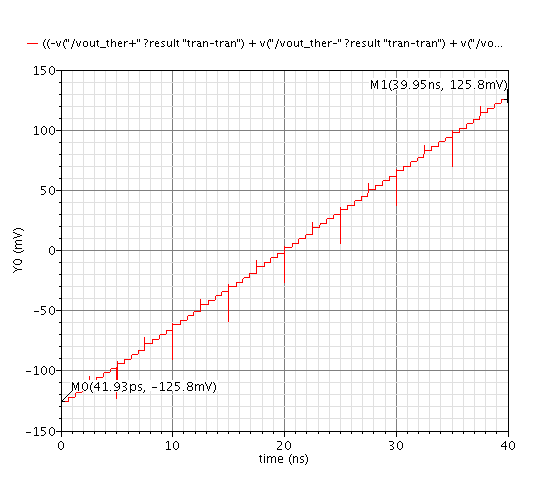 — ((-v("/vout_ther+" ?result "tran-tran") + v("/vout_ther-" ?result "tran-tran") + v("/vo...
150
M1(39.95ns, 125.8mV)
100
50
Y0 (mV)
0
-50
-100
M0(41.93ps, -125.8mV)
-150
0
10
20
30
40
time (ns)